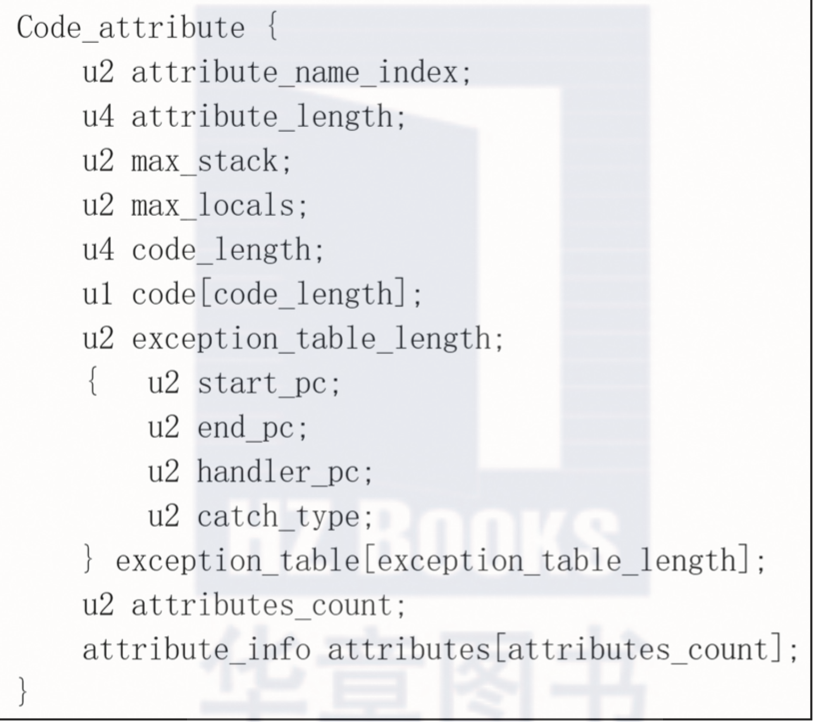 Code_attribute {
    u2 attribute_name_index;
    u4 attribute_length;
    u2 max_stack;
    u2 max_locals;
    u4 code_length;
    u1 code[code_length];
    u2 exception_table_length;
    {   u2 start_pc;
        u2 end_pc;
        u2 handler_pc;
        u2 catch_type;
    } exception_table[exception_table_length];
    u2 attributes_count;
    attribute_info attributes[attributes_count];
}
HZ BOOKS
华章图书